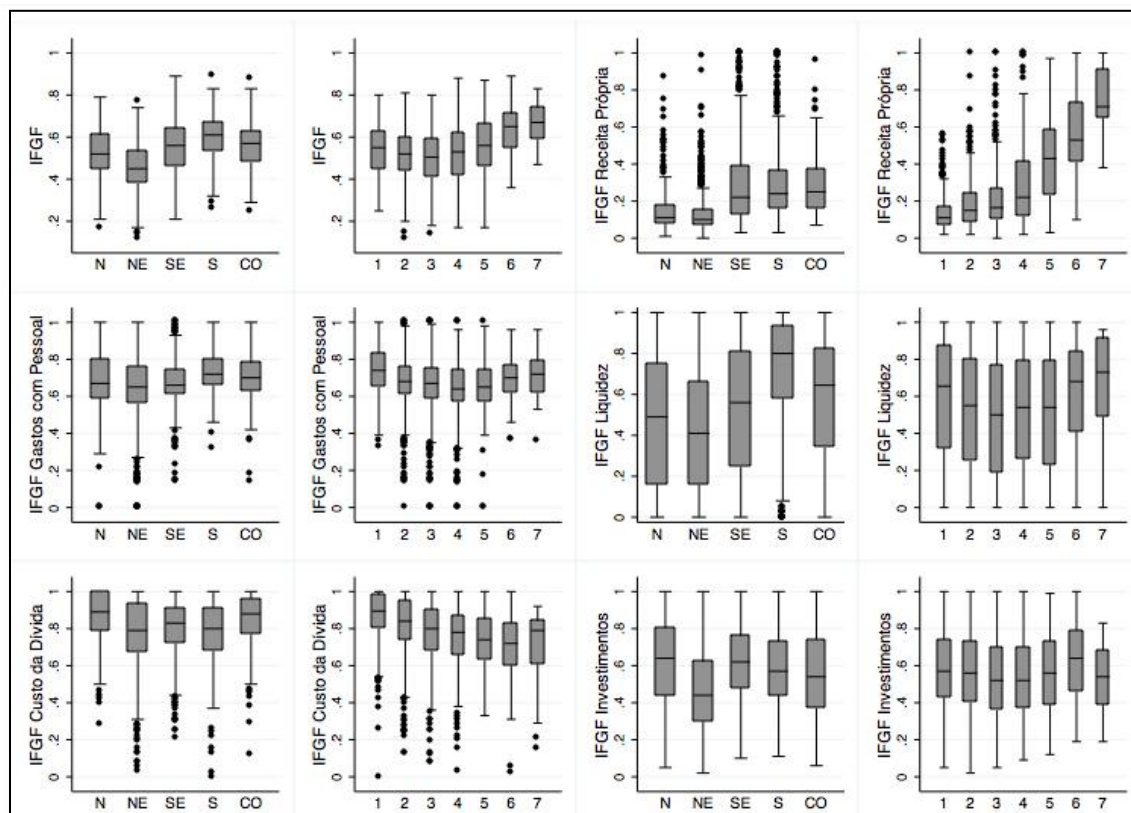 IFGF
0 .2 .4 .6 .8 1
N NE SE S CO
IFGF
0 .2 .4 .6 .8 1
1 2 3 4 5 6 7
IFGF Receita Própria
0 .2 .4 .6 .8 1
N NE SE S CO
IFGF Receita Própria
0 .2 .4 .6 .8 1
1 2 3 4 5 6 7
IFGF Gastos com Pessoal
0 .2 .4 .6 .8 1
N NE SE S CO
IFGF Gastos com Pessoal
0 .2 .4 .6 .8 1
1 2 3 4 5 6 7
IFGF Liquidez
0 .2 .4 .6 .8 1
N NE SE S CO
IFGF Liquidez
0 .2 .4 .6 .8 1
1 2 3 4 5 6 7
IFGF Custo da Dívida
0 .2 .4 .6 .8 1
N NE SE S CO
IFGF Custo da Dívida
0 .2 .4 .6 .8 1
1 2 3 4 5 6 7
IFGF Investimentos
0 .2 .4 .6 .8 1
N NE SE S CO
IFGF Investimentos
0 .2 .4 .6 .8 1
1 2 3 4 5 6 7